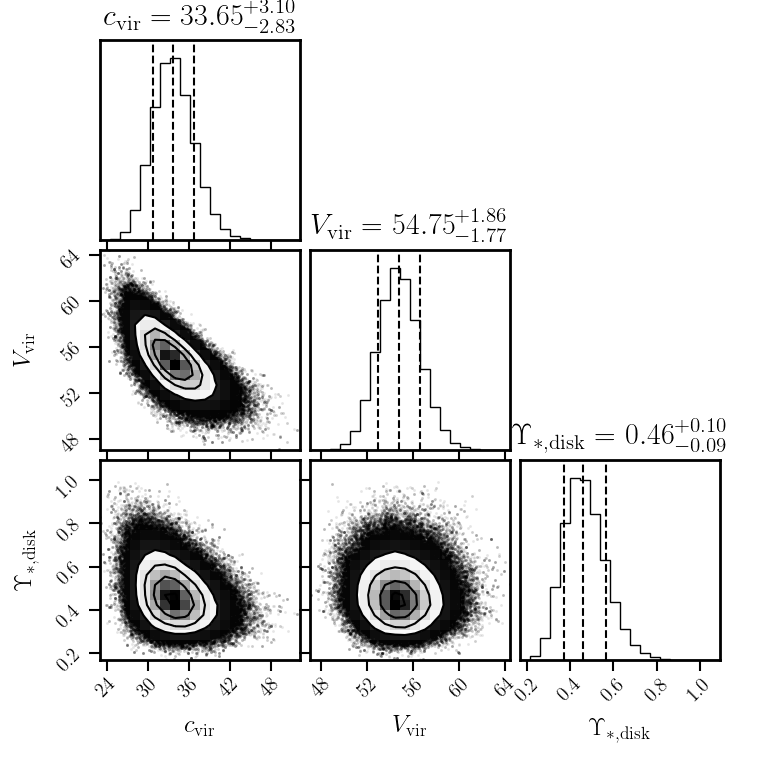 c_vir = 33.65^{+3.10}_{-2.83}
V_vir = 54.75^{+1.86}_{-1.77}
64
60
56
52
48
V_vir
ϒ_{*,disk} = 0.46^{+0.10}_{-0.09}
1.0
0.8
0.6
0.4
0.2
ϒ_{*,disk}
24 30 36 42 48
48 52 56 60 64
0.2 0.4 0.6 0.8 1.0
c_vir
V_vir
ϒ_{*,disk}